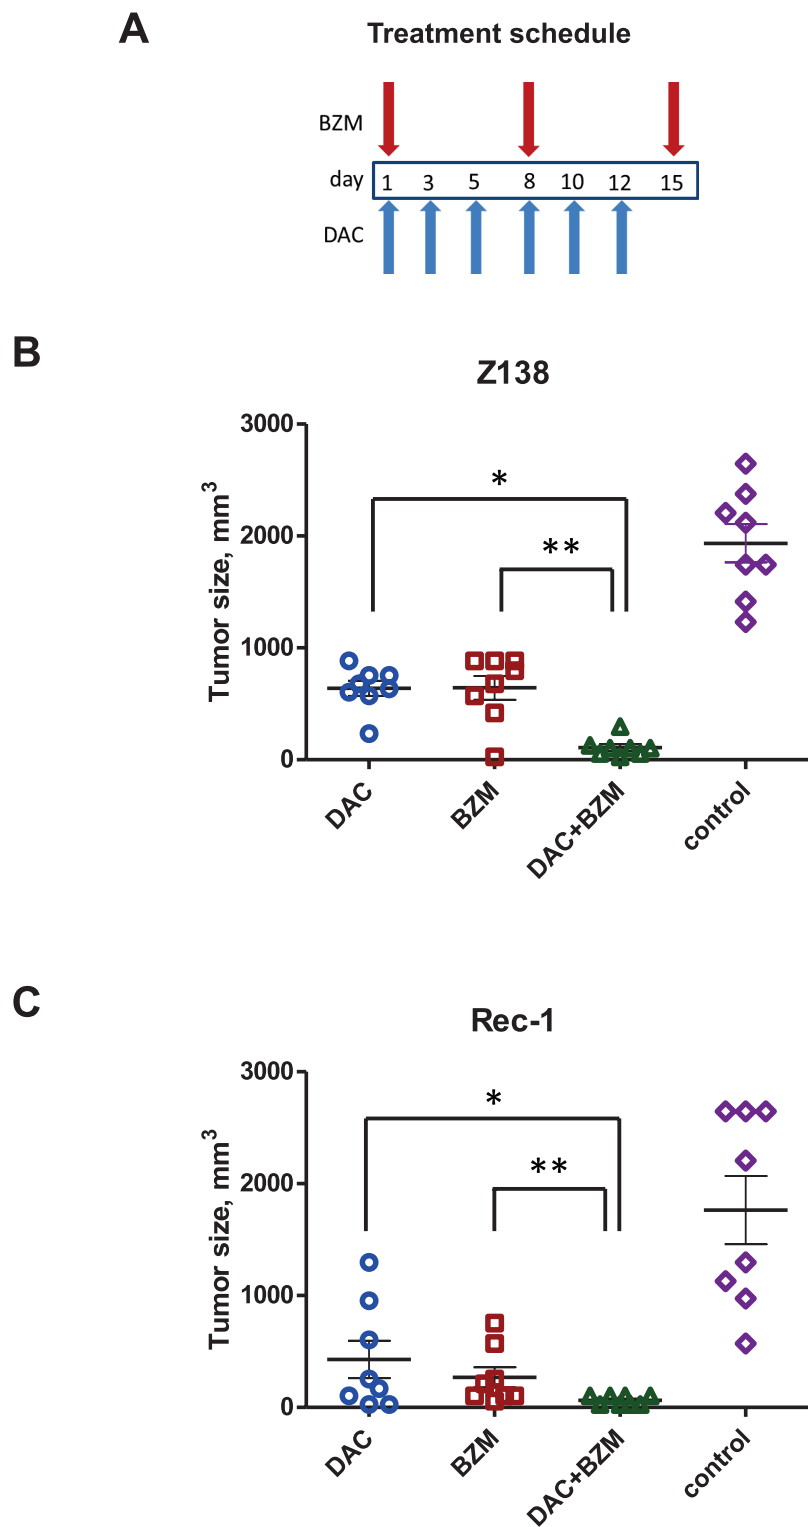 A
Treatment schedule
BZM
day 1 3 5 8 10 12 15
DAC
B
Z138
Tumor size, mm³
3000
2000
1000
0
*
**
DAC
BZM
DAC+BZM
control
C
Rec-1
Tumor size, mm³
3000
2000
1000
0
*
**
DAC
BZM
DAC+BZM
control